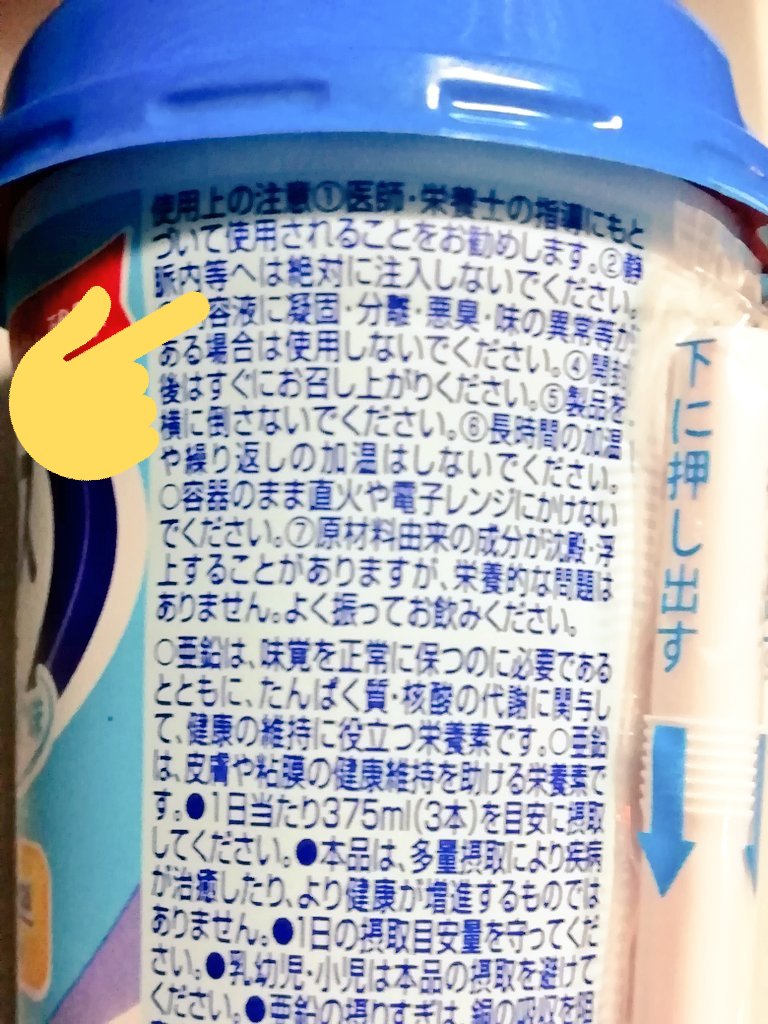 使用上の注意①医師・栄養士の指導にもと
づいて使用されることをお勧めします。②静
脈内等へは絶対に注入しないでください。
容液に凝固・分離・悪臭・味の異常等が
ある場合は使用しないでください。④開封
後はすぐにお召し上がりください。⑤製品を、
横に倒さないでください。⑥長時間の加温
や繰り返しの加温はしないでください。
○容器のまま直火や電子レンジにかけない
でください。⑦原材料由来の成分が沈殿・浮
上することがありますが、栄養的な問題は
ありません。よく振ってお飲みください。
○亜鉛は、味覚を正常に保つのに必要である
とともに、たんぱく質・核酸の代謝に関与し
て、健康の維持に役立つ栄養素です。○亜鉛
は、皮膚や粘膜の健康維持を助ける栄養素で
す。●1日当たり375ml(3本)を目安に摂取
してください。●本品は、多量摂取により疾病
が治癒したり、より健康が増進するものでは
ありません。●1日の摂取目安量を守ってくだ
さい。●乳幼児・小児は本品の摂取を避けて
ください。●亜鉛の摂りすぎは、銅の吸収を阻
下に押し出す